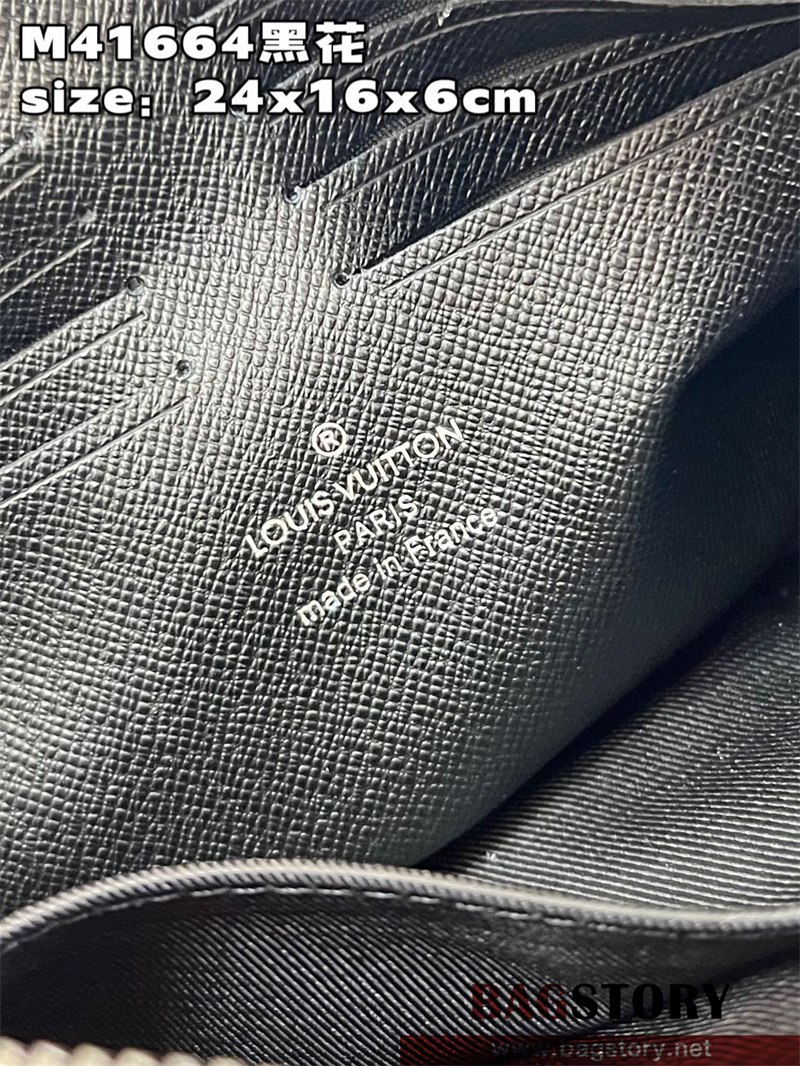 M41664黑花
size：24x16x6cm
®
LOUIS VUITTON
PARIS
made in France
BAGSTORY
www.bagstory.net